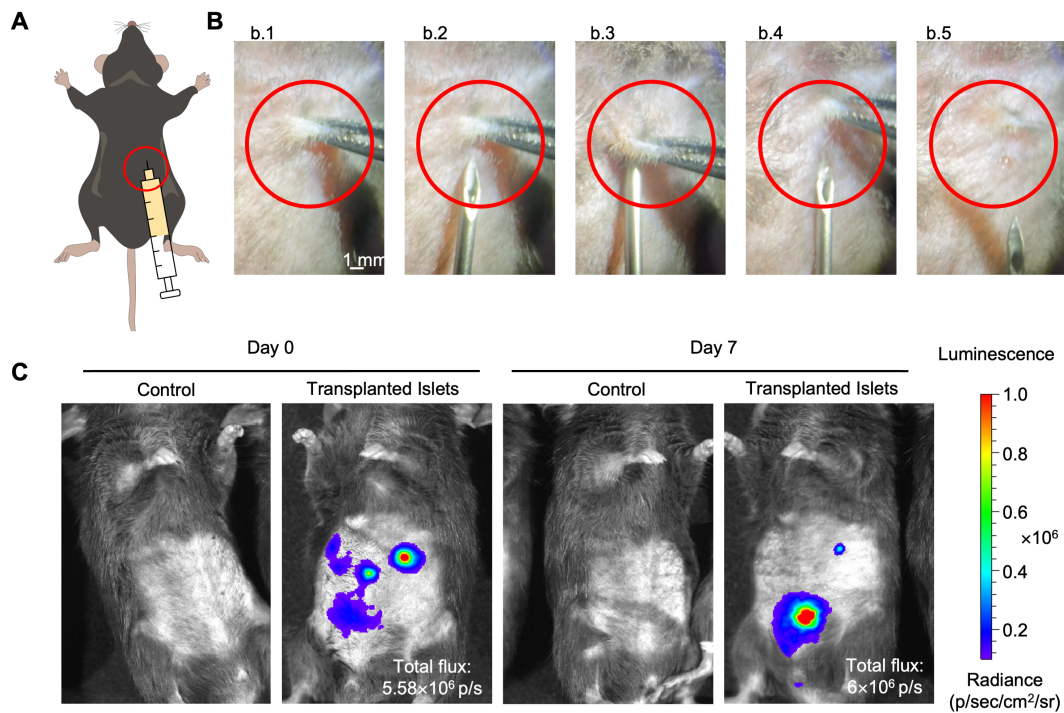 A
B
b.1
b.2
b.3
b.4
b.5
1 mm
C
Day 0
Day 7
Control
Transplanted Islets
Control
Transplanted Islets
Total flux:
5.58×10⁶ p/s
Total flux:
6×10⁶ p/s
Luminescence
1.0
0.8
0.6
×10⁶
0.4
0.2
Radiance
(p/sec/cm²/sr)